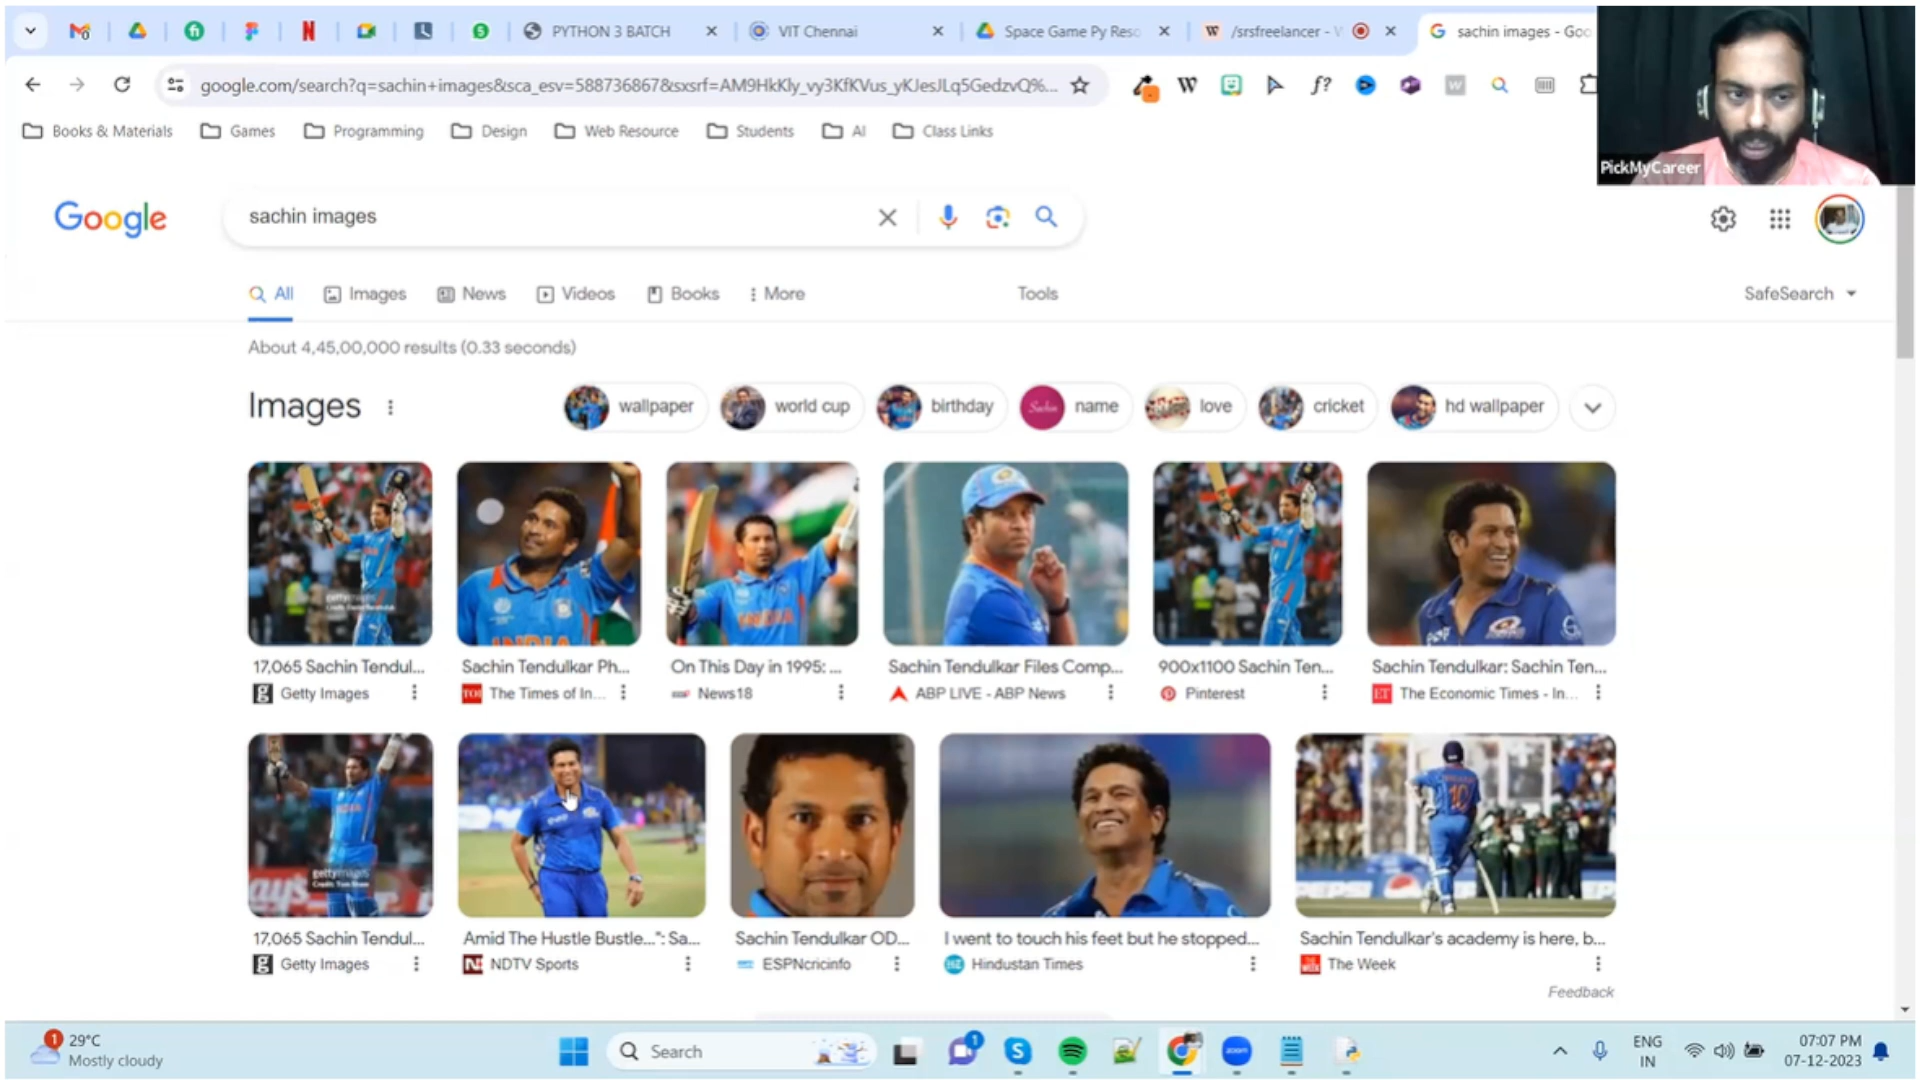 PYTHON 3 BATCH
VIT Chennai
Space Game Py Reso
/srsfreelancer - V
sachin images - Goo
google.com/search?q=sachin+images&sca_esv=588736867&sxsrf=AM9HkKly_vy3KfKVus_yKJesJLq5GedzvQ%...
W
f?
Books & Materials
Games
Programming
Design
Web Resource
Students
AI
Class Links
PickMyCareer
Google
sachin images
All
Images
News
Videos
Books
More
Tools
SafeSearch
About 4,45,00,000 results (0.33 seconds)
Images
wallpaper
world cup
birthday
name
love
cricket
hd wallpaper
17,065 Sachin Tendul...
Getty Images
Sachin Tendulkar Ph...
The Times of In...
On This Day in 1995: ...
News18
Sachin Tendulkar Files Comp...
ABP LIVE - ABP News
900x1100 Sachin Ten...
Pinterest
Sachin Tendulkar: Sachin Ten...
The Economic Times - In...
17,065 Sachin Tendul...
Getty Images
Amid The Hustle Bustle...": Sa...
NDTV Sports
Sachin Tendulkar OD...
ESPNcricinfo
I went to touch his feet but he stopped...
Hindustan Times
Sachin Tendulkar's academy is here, b...
The Week
Feedback
1
29°C
Mostly cloudy
Search
1
zoom
ENG
IN
07:07 PM
07-12-2023